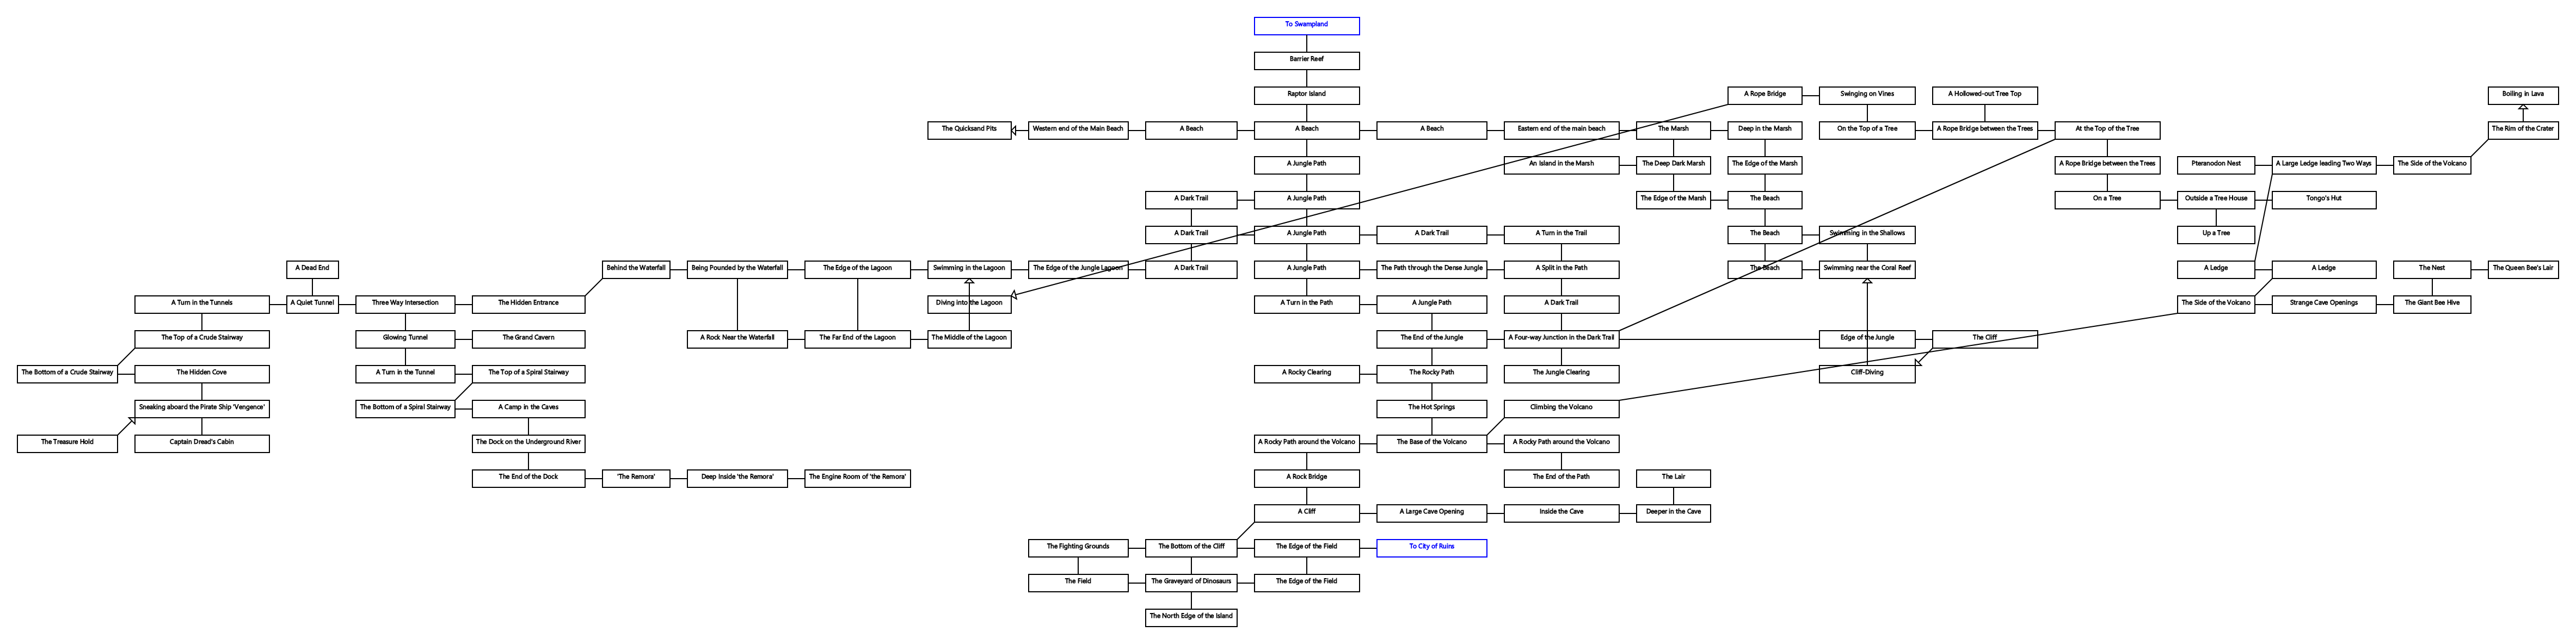 To Swampland
Barrier Reef
Raptor Island
A Rope Bridge
Swinging on Vines
A Hollowed-out Tree Top
Boiling in Lava
The Quicksand Pits
Western end of the Main Beach
A Beach
A Beach
A Beach
Eastern end of the main beach
The Marsh
Deep in the Marsh
On the Top of a Tree
A Rope Bridge between the Trees
At the Top of the Tree
The Rim of the Crater
A Jungle Path
An Island in the Marsh
The Deep Dark Marsh
The Edge of the Marsh
A Rope Bridge between the Trees
Pteranodon Nest
A Large Ledge leading Two Ways
The Side of the Volcano
A Dark Trail
A Jungle Path
The Edge of the Marsh
The Beach
On a Tree
Outside a Tree House
Tongo's Hut
A Dark Trail
A Jungle Path
A Dark Trail
A Turn in the Trail
The Beach
Swimming in the Shallows
Up a Tree
A Dead End
Behind the Waterfall
Being Pounded by the Waterfall
The Edge of the Lagoon
Swimming in the Lagoon
The Edge of the Jungle Lagoon
A Dark Trail
A Jungle Path
The Path through the Dense Jungle
A Split in the Path
The Beach
Swimming near the Coral Reef
A Ledge
A Ledge
The Nest
The Queen Bee's Lair
A Turn in the Tunnels
A Quiet Tunnel
Three Way Intersection
The Hidden Entrance
Diving into the Lagoon
A Turn in the Path
A Jungle Path
A Dark Trail
The Side of the Volcano
Strange Cave Openings
The Giant Bee Hive
The Top of a Crude Stairway
Glowing Tunnel
The Grand Cavern
A Rock Near the Waterfall
The Far End of the Lagoon
The Middle of the Lagoon
The End of the Jungle
A Four-way Junction in the Dark Trail
Edge of the Jungle
The Cliff
The Bottom of a Crude Stairway
The Hidden Cove
A Turn in the Tunnel
The Top of a Spiral Stairway
A Rocky Clearing
The Rocky Path
The Jungle Clearing
Cliff-Diving
Sneaking aboard the Pirate Ship 'Vengence'
The Bottom of a Spiral Stairway
A Camp in the Caves
The Hot Springs
Climbing the Volcano
The Treasure Hold
Captain Dread's Cabin
The Dock on the Underground River
A Rocky Path around the Volcano
The Base of the Volcano
A Rocky Path around the Volcano
The End of the Dock
'The Remora'
Deep Inside 'the Remora'
The Engine Room of 'the Remora'
A Rock Bridge
The End of the Path
The Lair
A Cliff
A Large Cave Opening
Inside the Cave
Deeper in the Cave
The Fighting Grounds
The Bottom of the Cliff
The Edge of the Field
To City of Ruins
The Field
The Graveyard of Dinosaurs
The Edge of the Field
The North Edge of the Island